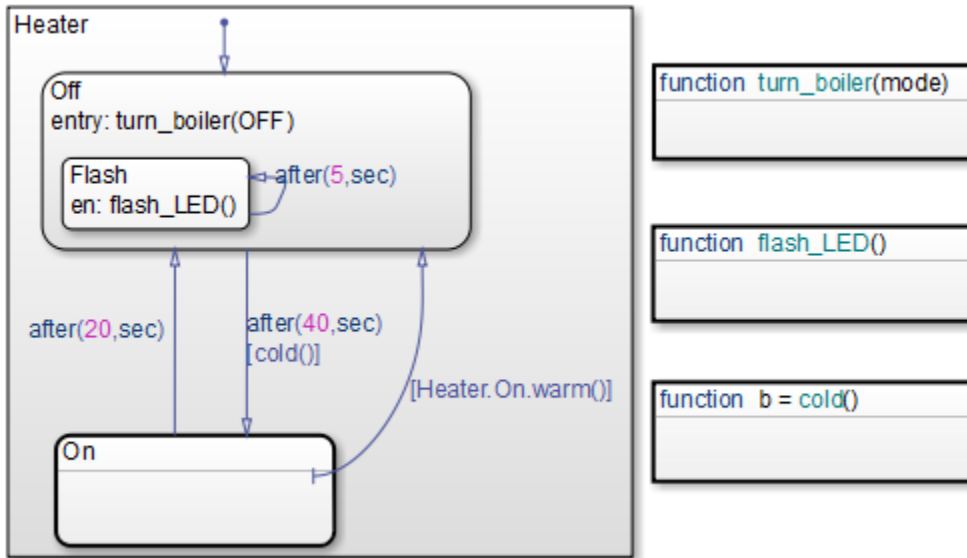 Heater
Off
entry: turn_boiler(OFF)
Flash
en: flash_LED()
after(5,sec)
after(20,sec)
after(40,sec)
[cold()]
[Heater.On.warm()]
On
function turn_boiler(mode)
function flash_LED()
function b = cold()